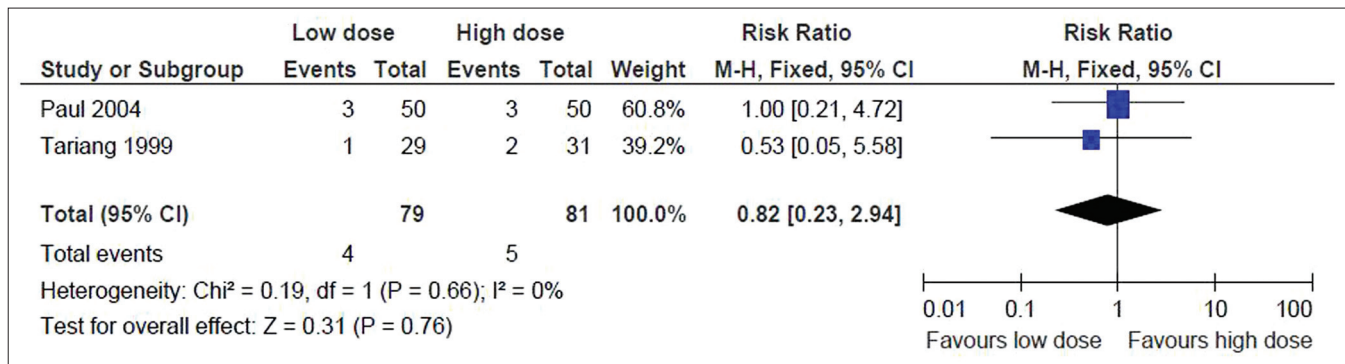 Low dose High dose Risk Ratio Risk Ratio
Study or Subgroup Events Total Events Total Weight M-H, Fixed, 95% CI M-H, Fixed, 95% CI
Paul 2004 3 50 3 50 60.8% 1.00 [0.21, 4.72]
Tariang 1999 1 29 2 31 39.2% 0.53 [0.05, 5.58]
Total (95% CI) 79 81 100.0% 0.82 [0.23, 2.94]
Total events 4 5
Heterogeneity: Chi² = 0.19, df = 1 (P = 0.66); I² = 0%
Test for overall effect: Z = 0.31 (P = 0.76)
0.01 0.1 1 10 100
Favours low dose Favours high dose